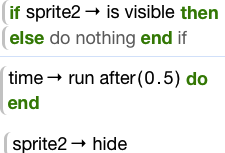 if sprite2 → is visible then
else do nothing end if
time → run after(0.5) do
end
sprite2 → hide